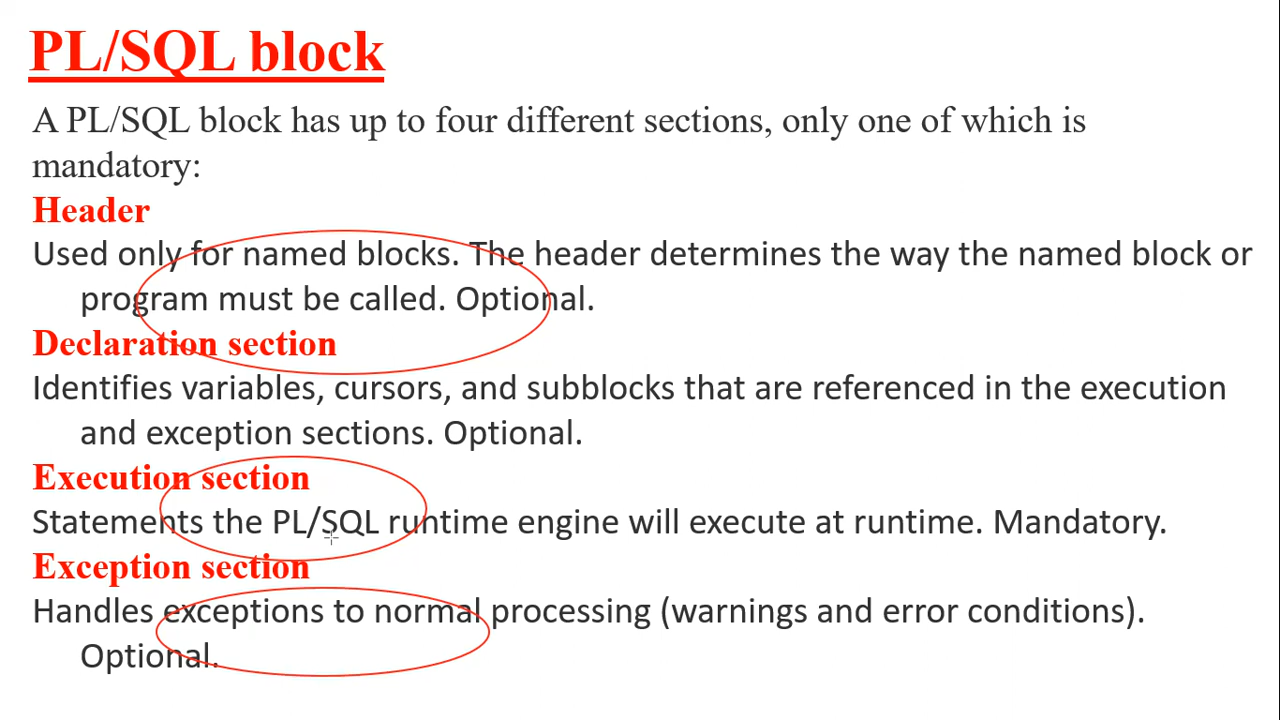 PL/SQL block
A PL/SQL block has up to four different sections, only one of which is
mandatory:
Header
Used only for named blocks. The header determines the way the named block or
program must be called. Optional.
Declaration section
Identifies variables, cursors, and subblocks that are referenced in the execution
and exception sections. Optional.
Execution section
Statements the PL/SQL runtime engine will execute at runtime. Mandatory.
Exception section
Handles exceptions to normal processing (warnings and error conditions).
Optional.